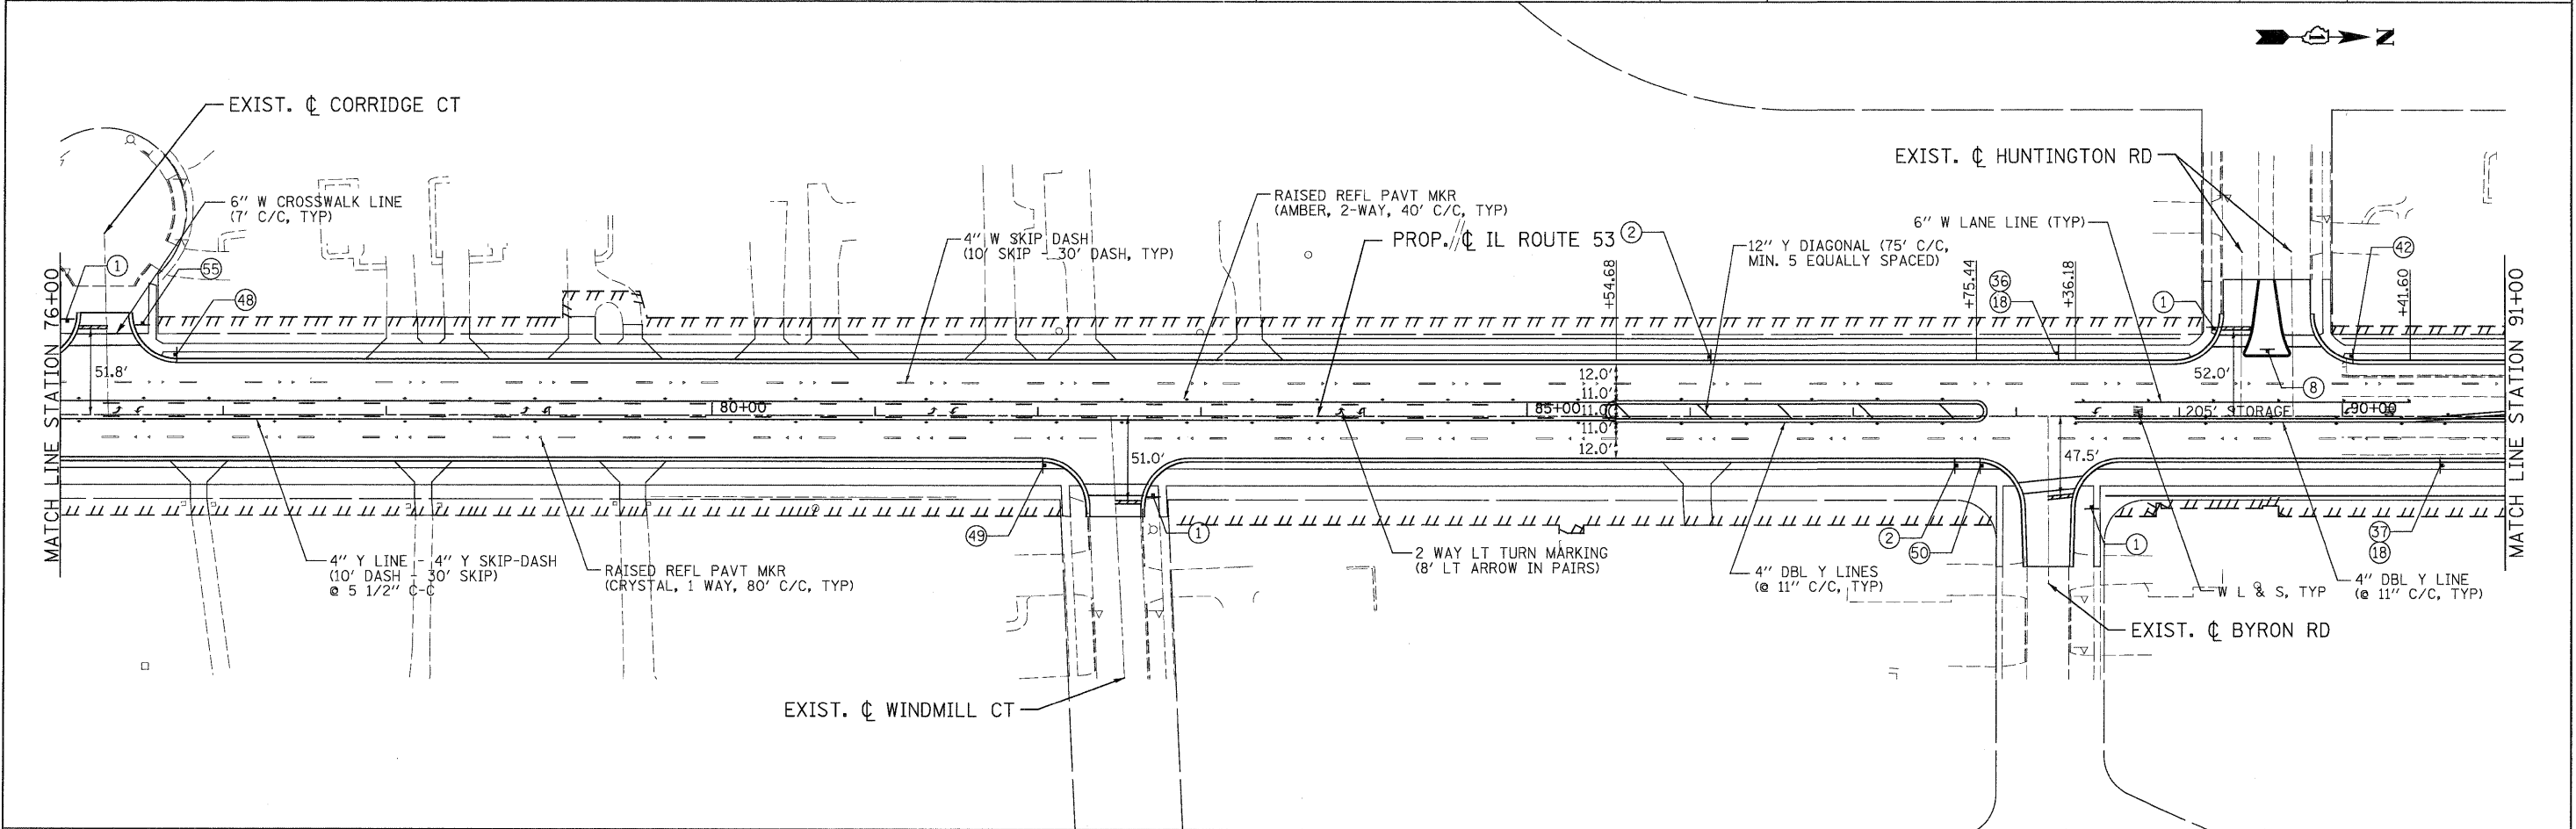 N
EXIST. ℄ CORRIDGE CT
EXIST. ℄ HUNTINGTON RD
6" W CROSSWALK LINE
(7' C/C, TYP)
RAISED REFL PAVT MKR
(AMBER, 2-WAY, 40' C/C, TYP)
6" W LANE LINE (TYP)
4" W SKIP DASH
(10' SKIP - 30' DASH, TYP)
PROP. ℄ IL ROUTE 53
2
12" Y DIAGONAL (75' C/C,
MIN. 5 EQUALLY SPACED)
42
1
55
48
+54.68
+75.44
36
18
+36.18
1
+41.60
MATCH LINE STATION 76+00
MATCH LINE STATION 91+00
51.8'
12.0'
11.0'
11.0'
11.0'
12.0'
52.0'
8
80+00
85+00
205' STORAGE
90+00
51.0'
47.5'
49
1
2
50
1
37
18
4" Y LINE - 4" Y SKIP-DASH
(10' DASH - 30' SKIP)
@ 5 1/2" C-C
RAISED REFL PAVT MKR
(CRYSTAL, 1 WAY, 80' C/C, TYP)
2 WAY LT TURN MARKING
(8' LT ARROW IN PAIRS)
4" DBL Y LINES
(@ 11" C/C, TYP)
W L & S, TYP
4" DBL Y LINE
(@ 11" C/C, TYP)
EXIST. ℄ BYRON RD
EXIST. ℄ WINDMILL CT